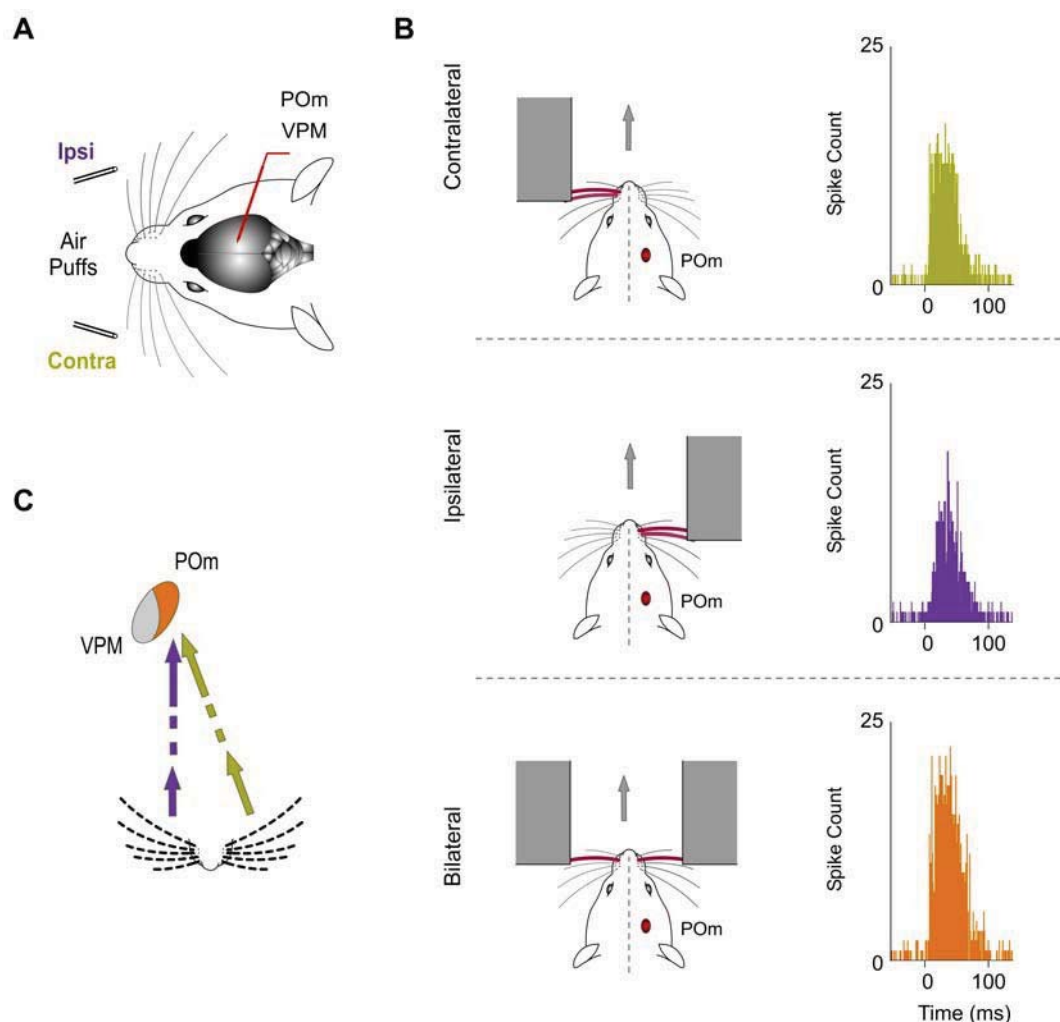 A
POm
VPM
Ipsi
Air
Puffs
Contra
B
Contralateral
POm
Spike Count
25
0
0 100
Ipsilateral
POm
Spike Count
25
0
0 100
Bilateral
POm
Spike Count
25
0
0 100
Time (ms)
C
POm
VPM